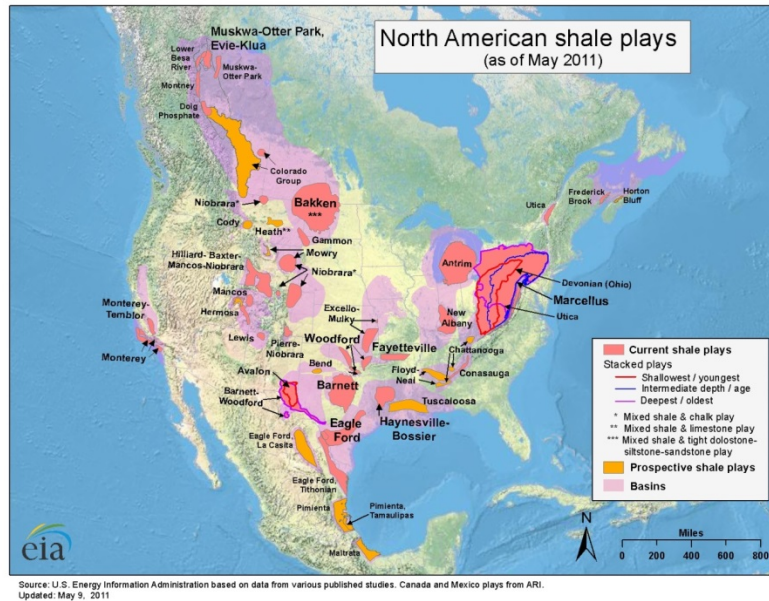 North American shale plays
(as of May 2011)
Muskwa-Otter Park,
Evie-Klua
Lower
Besa
River
Muskwa-
Otter Park
Montney
Doig
Phosphate
Colorado
Group
Niobrara*
Bakken
***
Cody
Heath**
Gammon
Mowry
Hilliard- Baxter-
Mancos-Niobrara
Niobrara*
Mancos
Hermosa
Lewis
Pierre-
Niobrara
Monterey-
Temblor
Monterey
Antrim
Utica
Frederick
Brook
Horton
Bluff
Devonian (Ohio)
Marcellus
Utica
New
Albany
Excello-
Mulky
Woodford
Fayetteville
Chattanooga
Bend
Floyd-
Neal
Conasauga
Avalon
Barnett-
Woodford
Barnett
Tuscaloosa
Eagle
Ford
Haynesville-
Bossier
Eagle Ford,
La Casita
Eagle Ford,
Tithonian
Pimienta
Pimienta,
Tamaulipas
Maltrata
Current shale plays
Stacked plays
Shallowest / youngest
Intermediate depth / age
Deepest / oldest
* Mixed shale & chalk play
** Mixed shale & limestone play
*** Mixed shale & tight dolostone-
siltstone-sandstone play
Prospective shale plays
Basins
N
Miles
0 200 400 600 800
eia
Source: U.S. Energy Information Administration based on data from various published studies. Canada and Mexico plays from ARI.
Updated: May 9, 2011